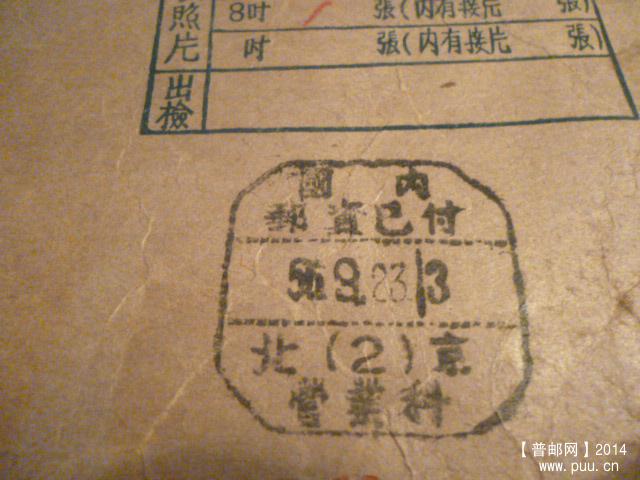 8吋 張(内有接片 張)
照片 吋 張(内有接片 張)
出檢
國内
郵資已付
56.9.23.13
北(2)京
營業科
【普邮网】2014
www.puu.cn